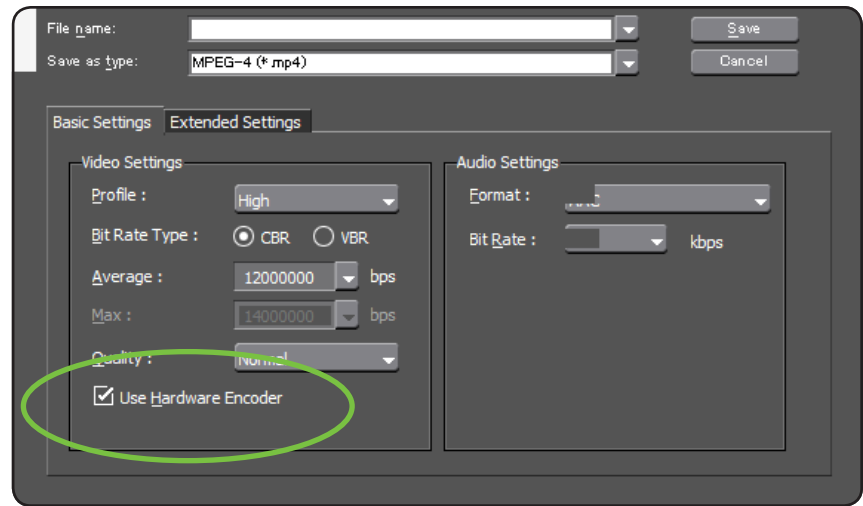 File name:
Save
Save as type: MPEG-4 (*.mp4)
Cancel
Basic Settings Extended Settings
Video Settings
Profile : High
Bit Rate Type : CBR VBR
Average : 12000000 bps
Max : 14000000 bps
Quality : Normal
Use Hardware Encoder
Audio Settings
Format :
Bit Rate : kbps